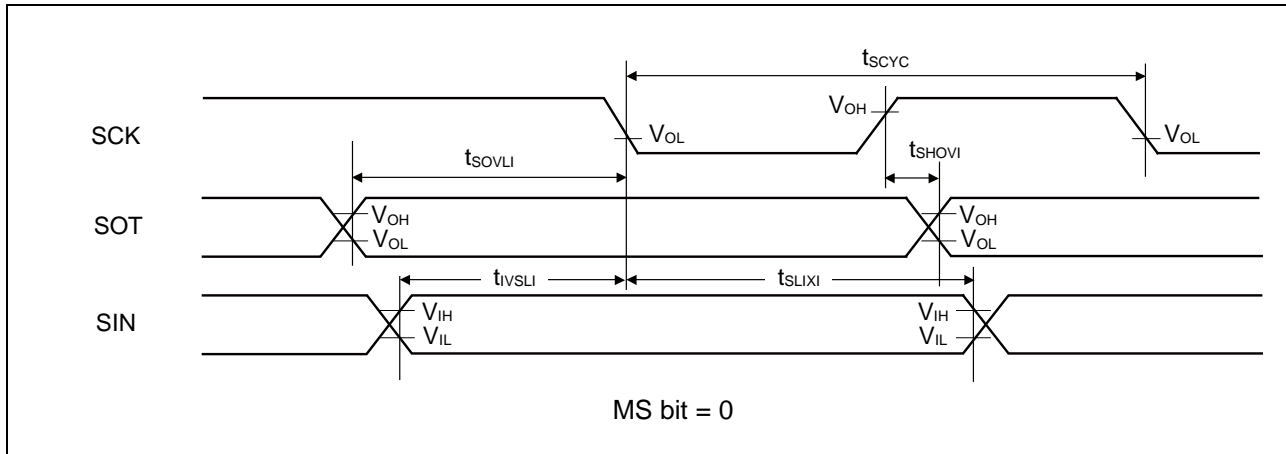 tSCYC
SCK VOL VOH VOL
tSOVLI tSHOVI
SOT VOH VOL VOH VOL
tIVSLI tSLIXI
SIN VIH VIL VIH VIL
MS bit = 0